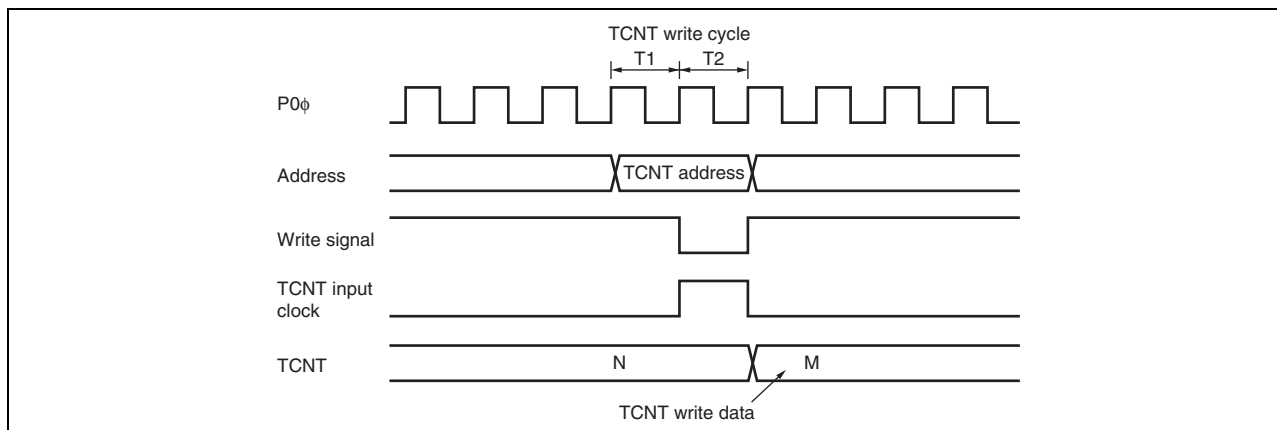 TCNT write cycle
T1 T2
P0ϕ
Address
TCNT address
Write signal
TCNT input
clock
TCNT
N M
TCNT write data